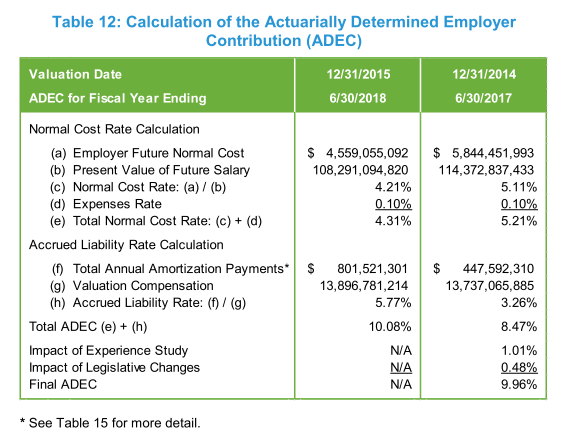 Table 12: Calculation of the Actuarially Determined Employer
Contribution (ADEC)
Valuation Date 12/31/2015 12/31/2014
ADEC for Fiscal Year Ending 6/30/2018 6/30/2017
Normal Cost Rate Calculation
(a) Employer Future Normal Cost $ 4,559,055,092 $ 5,844,451,993
(b) Present Value of Future Salary 108,291,094,820 114,372,837,433
(c) Normal Cost Rate: (a) / (b) 4.21% 5.11%
(d) Expenses Rate 0.10% 0.10%
(e) Total Normal Cost Rate: (c) + (d) 4.31% 5.21%
Accrued Liability Rate Calculation
(f) Total Annual Amortization Payments* $ 801,521,301 $ 447,592,310
(g) Valuation Compensation 13,896,781,214 13,737,065,885
(h) Accrued Liability Rate: (f) / (g) 5.77% 3.26%
Total ADEC (e) + (h) 10.08% 8.47%
Impact of Experience Study N/A 1.01%
Impact of Legislative Changes N/A 0.48%
Final ADEC N/A 9.96%
* See Table 15 for more detail.